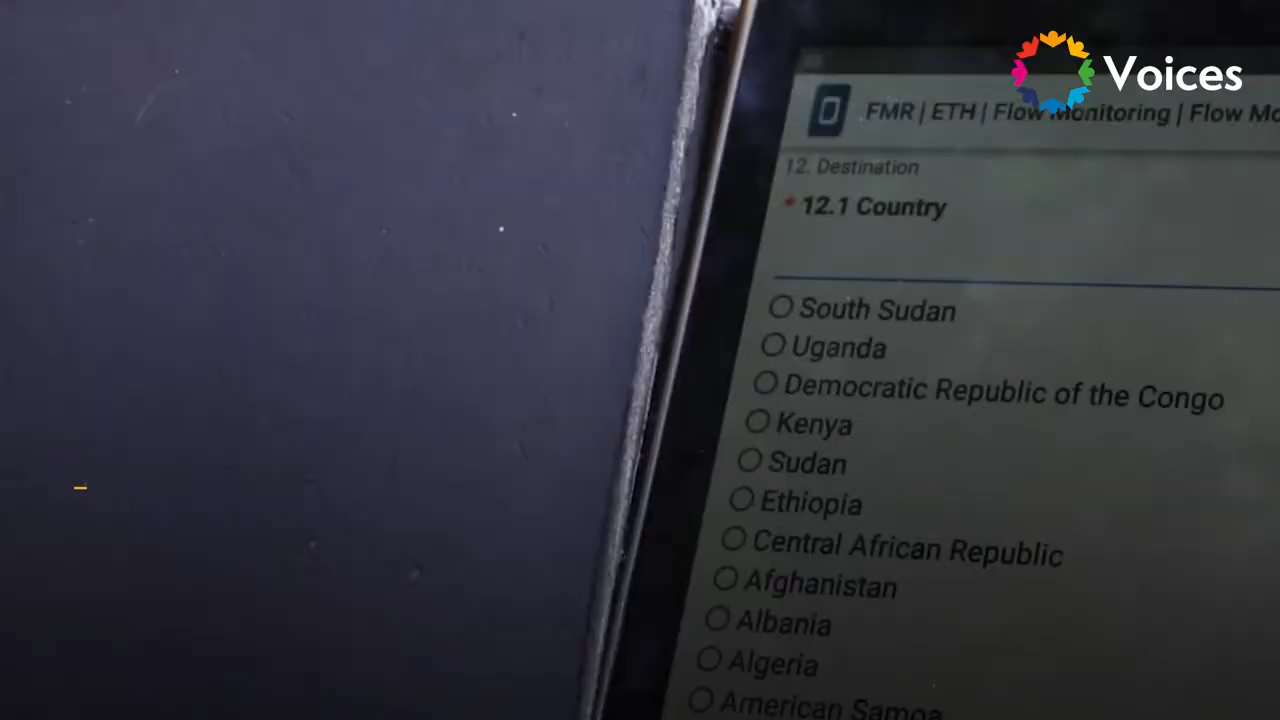 Voices
FMR | ETH | Flow Monitoring | Flow Mo
12. Destination
* 12.1 Country
South Sudan
Uganda
Democratic Republic of the Congo
Kenya
Sudan
Ethiopia
Central African Republic
Afghanistan
Albania
Algeria
American Samoa